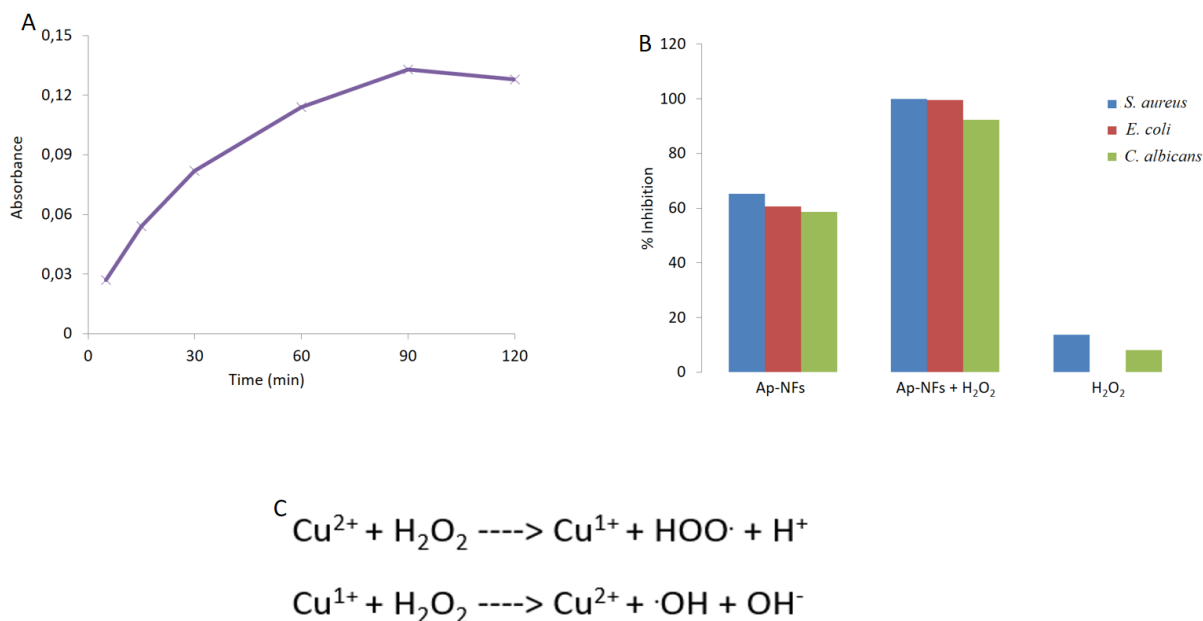 A
0,15
0,12
0,09
0,06
0,03
0
0 30 60 90 120
Absorbance
Time (min)
B
120
100
80
60
40
20
0
% Inhibition
Ap-NFs Ap-NFs + H₂O₂ H₂O₂
S. aureus
E. coli
C. albicans
C
Cu²⁺ + H₂O₂ ----> Cu¹⁺ + HOO· + H⁺
Cu¹⁺ + H₂O₂ ----> Cu²⁺ + ·OH + OH⁻